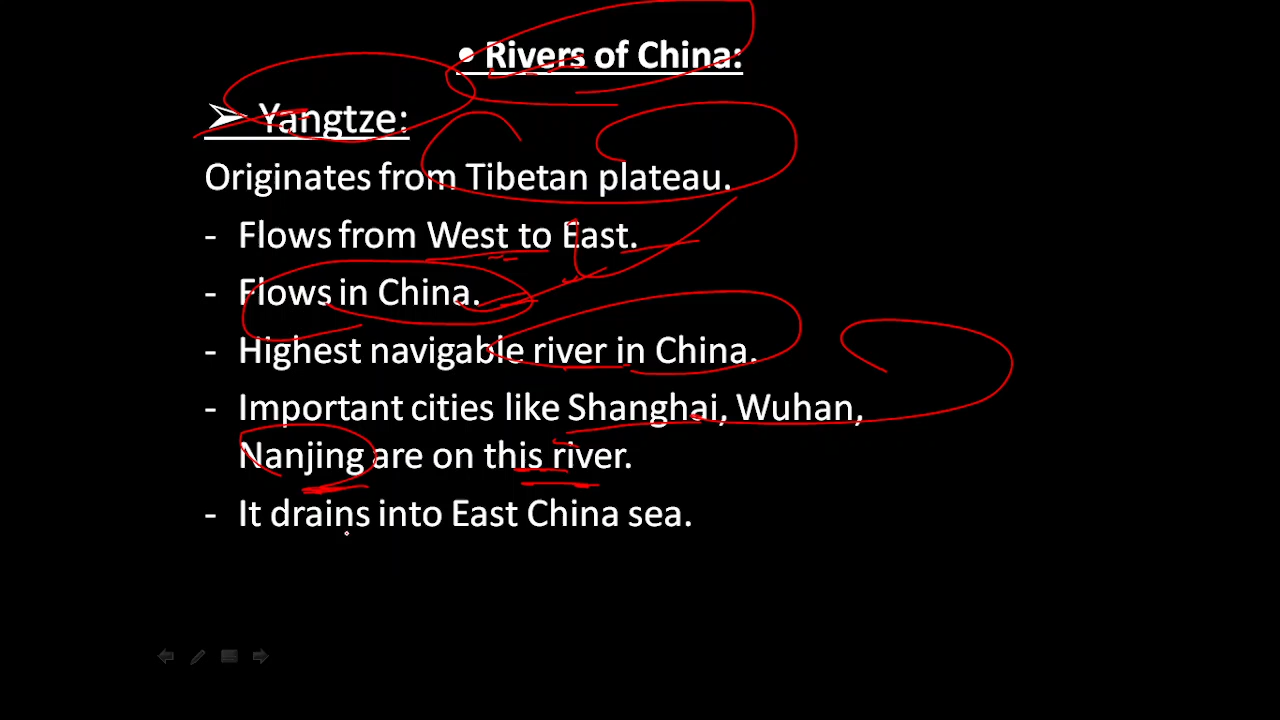 • Rivers of China:
➢ Yangtze:
Originates from Tibetan plateau.
- Flows from West to East.
- Flows in China.
- Highest navigable river in China.
- Important cities like Shanghai, Wuhan,
Nanjing are on this river.
- It drains into East China sea.